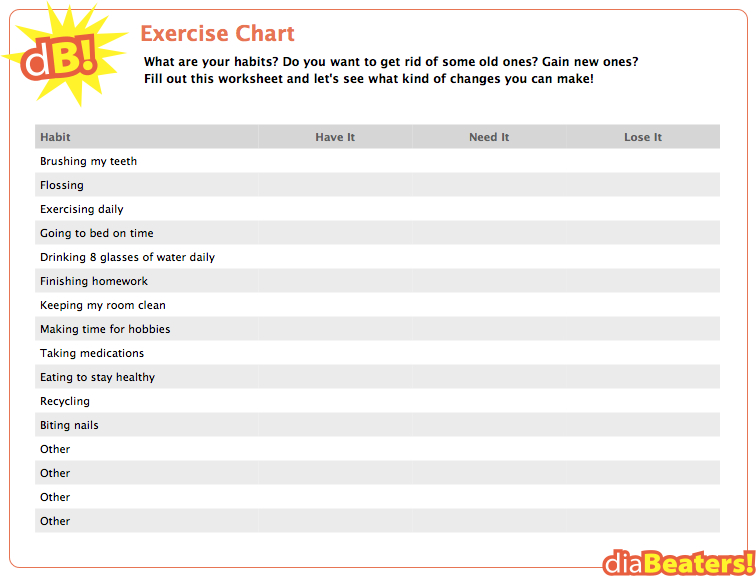 dB!
Exercise Chart
What are your habits? Do you want to get rid of some old ones? Gain new ones?
Fill out this worksheet and let's see what kind of changes you can make!
Habit Have It Need It Lose It
Brushing my teeth
Flossing
Exercising daily
Going to bed on time
Drinking 8 glasses of water daily
Finishing homework
Keeping my room clean
Making time for hobbies
Taking medications
Eating to stay healthy
Recycling
Biting nails
Other
Other
Other
Other
diaBeaters!